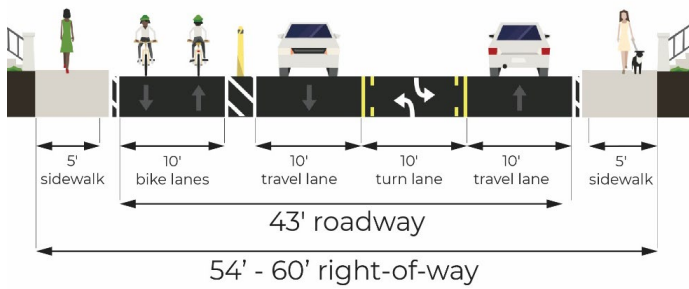 5'
sidewalk
10'
bike lanes
10'
travel lane
10'
turn lane
10'
travel lane
5'
sidewalk
43' roadway
54’ - 60’ right-of-way